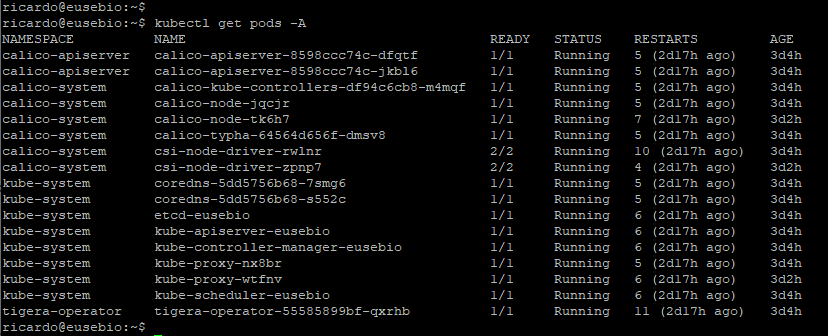 ricardo@eusebio:~$
ricardo@eusebio:~$ kubectl get pods -A
NAMESPACE NAME READY STATUS RESTARTS AGE
calico-apiserver calico-apiserver-8598ccc74c-dfqtf 1/1 Running 5 (2d17h ago) 3d4h
calico-apiserver calico-apiserver-8598ccc74c-jkbl6 1/1 Running 5 (2d17h ago) 3d4h
calico-system calico-kube-controllers-df94c6cb8-m4mqf 1/1 Running 5 (2d17h ago) 3d4h
calico-system calico-node-jqcjr 1/1 Running 5 (2d17h ago) 3d4h
calico-system calico-node-tk6h7 1/1 Running 7 (2d17h ago) 3d2h
calico-system calico-typha-64564d656f-dmsv8 1/1 Running 5 (2d17h ago) 3d4h
calico-system csi-node-driver-rwlnr 2/2 Running 10 (2d17h ago) 3d4h
calico-system csi-node-driver-zpnp7 2/2 Running 4 (2d17h ago) 3d2h
kube-system coredns-5dd5756b68-7smg6 1/1 Running 5 (2d17h ago) 3d4h
kube-system coredns-5dd5756b68-s552c 1/1 Running 5 (2d17h ago) 3d4h
kube-system etcd-eusebio 1/1 Running 6 (2d17h ago) 3d4h
kube-system kube-apiserver-eusebio 1/1 Running 6 (2d17h ago) 3d4h
kube-system kube-controller-manager-eusebio 1/1 Running 6 (2d17h ago) 3d4h
kube-system kube-proxy-nx8br 1/1 Running 5 (2d17h ago) 3d4h
kube-system kube-proxy-wtfnv 1/1 Running 6 (2d17h ago) 3d2h
kube-system kube-scheduler-eusebio 1/1 Running 6 (2d17h ago) 3d4h
tigera-operator tigera-operator-55585899bf-qxrhb 1/1 Running 11 (2d17h ago) 3d4h
ricardo@eusebio:~$